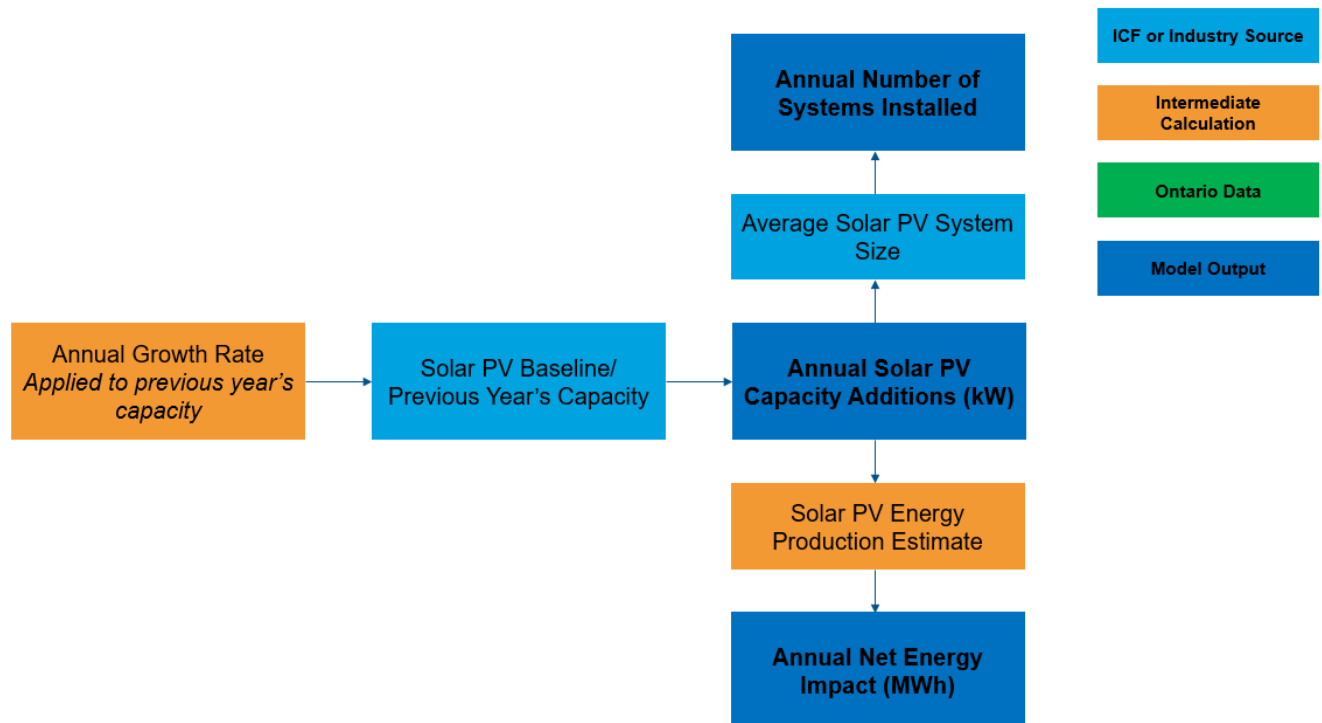 Annual Number of
Systems Installed
Average Solar PV System
Size
Annual Growth Rate
Applied to previous year's
capacity
Solar PV Baseline/
Previous Year's Capacity
Annual Solar PV
Capacity Additions (kW)
Solar PV Energy
Production Estimate
Annual Net Energy
Impact (MWh)
ICF or Industry Source
Intermediate
Calculation
Ontario Data
Model Output